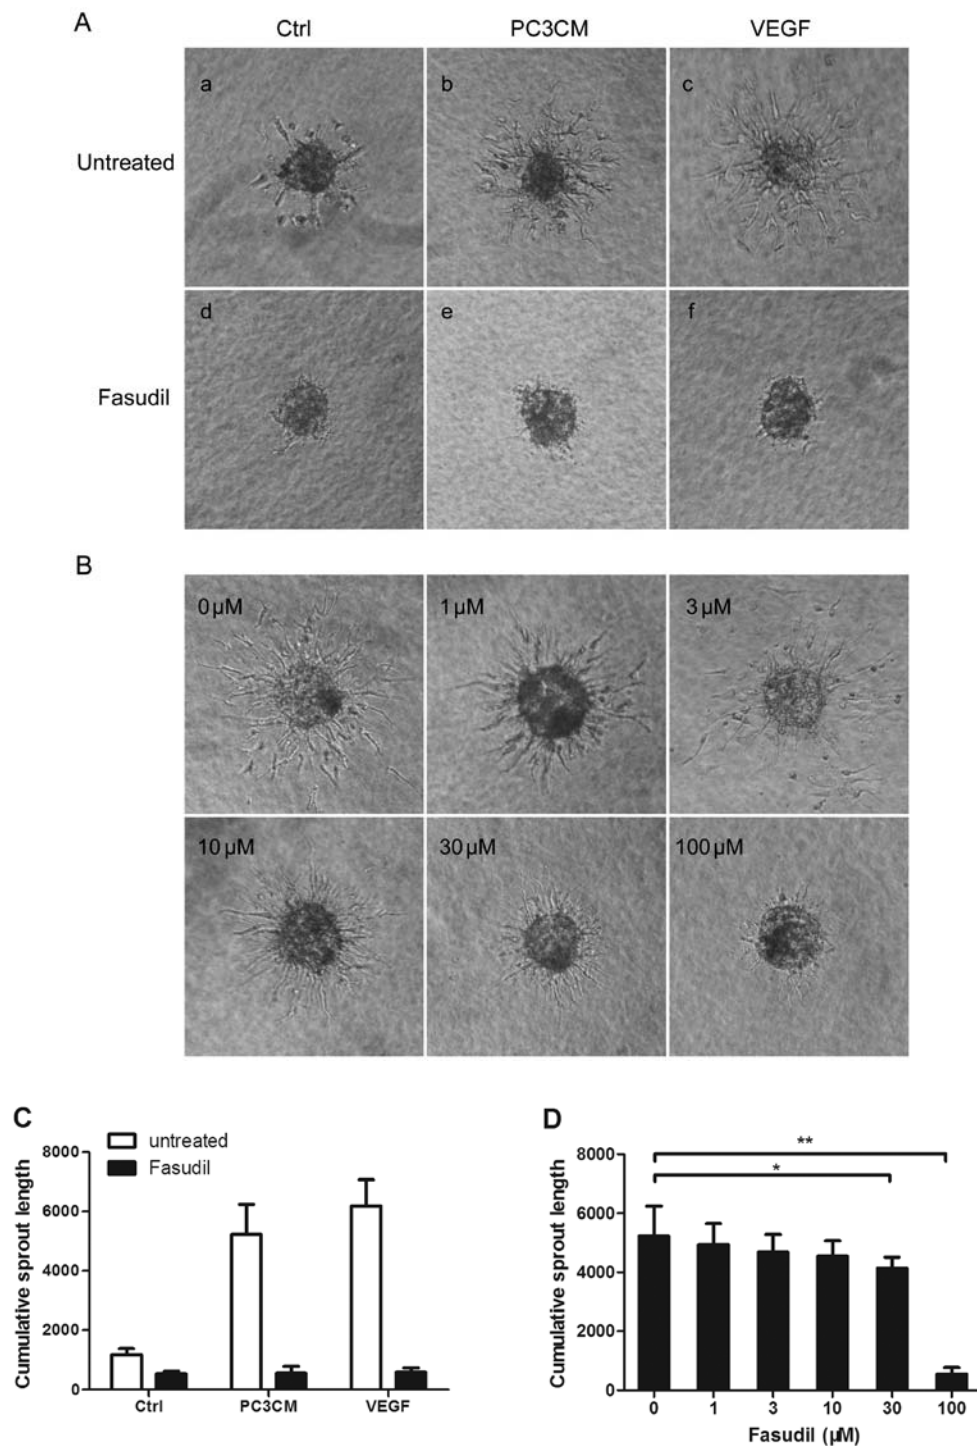 A
Ctrl PC3CM VEGF
a b c
Untreated
d e f
Fasudil
B
0 µM 1 µM 3 µM
10 µM 30 µM 100 µM
C
untreated
Fasudil
8000
6000
4000
2000
0
Cumulative sprout length
Ctrl PC3CM VEGF
D
**
*
8000
6000
4000
2000
0
Cumulative sprout length
0 1 3 10 30 100
Fasudil (µM)